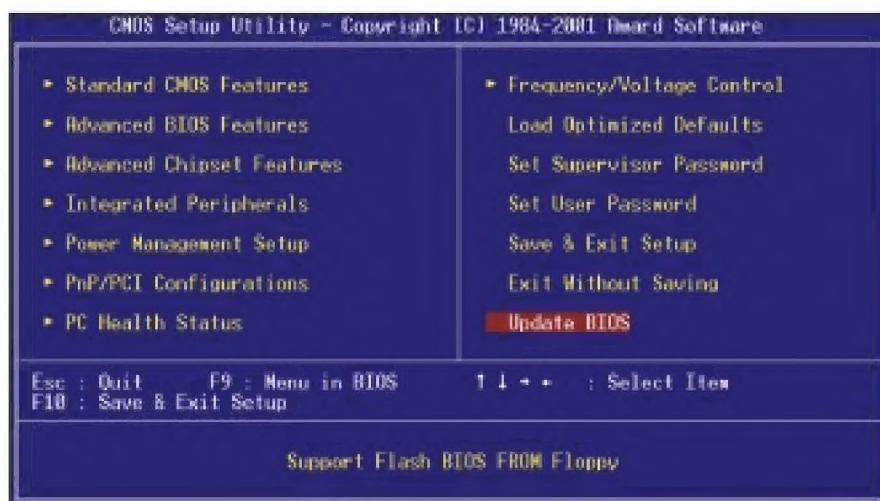 CMOS Setup Utility - Copyright (C) 1984-2001 Award Software
▸ Standard CMOS Features
▸ Advanced BIOS Features
▸ Advanced Chipset Features
▸ Integrated Peripherals
▸ Power Management Setup
▸ PnP/PCI Configurations
▸ PC Health Status
▸ Frequency/Voltage Control
Load Optimized Defaults
Set Supervisor Password
Set User Password
Save & Exit Setup
Exit Without Saving
Update BIOS
Esc : Quit F9 : Menu in BIOS ↑ ↓ → ← : Select Item
F10 : Save & Exit Setup
Support Flash BIOS FROM Floppy